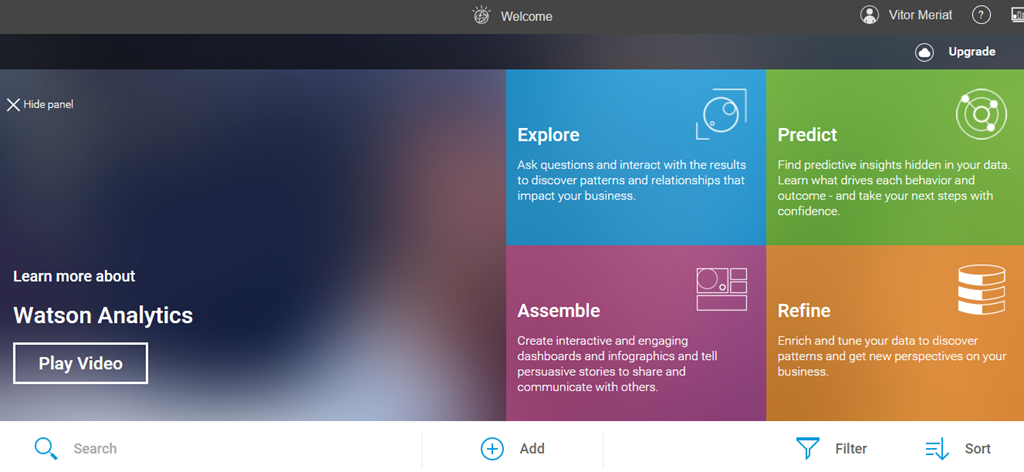 Welcome
Vitor Meriat
?
Upgrade
Hide panel
Learn more about
Watson Analytics
Play Video
Explore
Ask questions and interact with the results
to discover patterns and relationships that
impact your business.
Predict
Find predictive insights hidden in your data.
Learn what drives each behavior and
outcome - and take your next steps with
confidence.
Assemble
Create interactive and engaging
dashboards and infographics and tell
persuasive stories to share and
communicate with others.
Refine
Enrich and tune your data to discover
patterns and get new perspectives on your
business.
Search
Add
Filter
Sort